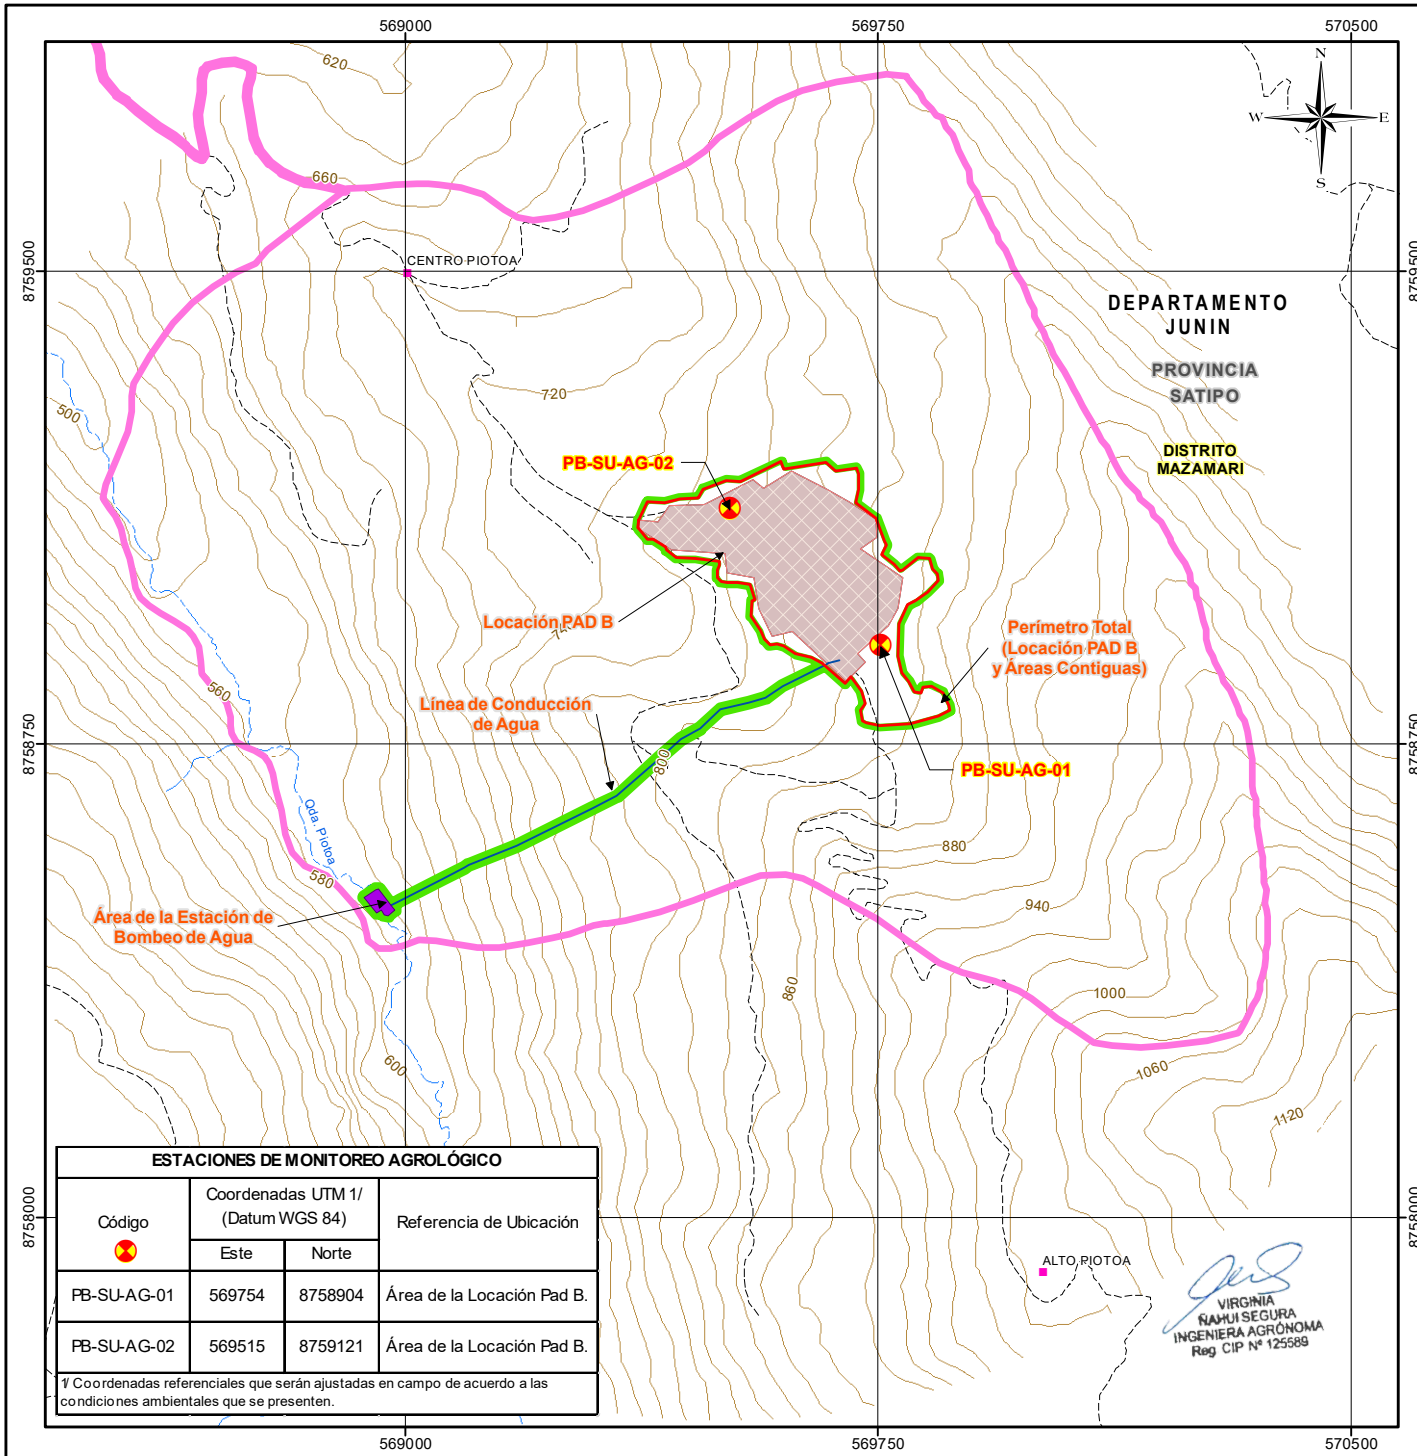 569000
569750
570500
620
N
W
E
S
660
CENTRO PIOTOA
8759500
8759500
DEPARTAMENTO
JUNIN
PROVINCIA
SATIPO
DISTRITO
MAZAMARI
720
500
PB-SU-AG-02
Locación PAD B
Perímetro Total
(Locación PAD B
y Áreas Contiguas)
560
Línea de Conducción
de Agua
8758750
8758750
800
PB-SU-AG-01
Qda. Piotoa
880
580
940
Área de la Estación de
Bombeo de Agua
860
1000
600
1060
1120
ESTACIONES DE MONITOREO AGROLÓGICO
Código
Coordenadas UTM 1/
(Datum WGS 84)
Referencia de Ubicación
Este
Norte
PB-SU-AG-01
569754
8758904
Área de la Locación Pad B.
PB-SU-AG-02
569515
8759121
Área de la Locación Pad B.
1/ Coordenadas referenciales que serán ajustadas en campo de acuerdo a las
condiciones ambientales que se presenten.
8758000
8758000
ALTO PIOTOA
VIRGINIA
ÑAHUI SEGURA
INGENIERA AGRÓNOMA
Reg. CIP Nº 125589
569000
569750
570500